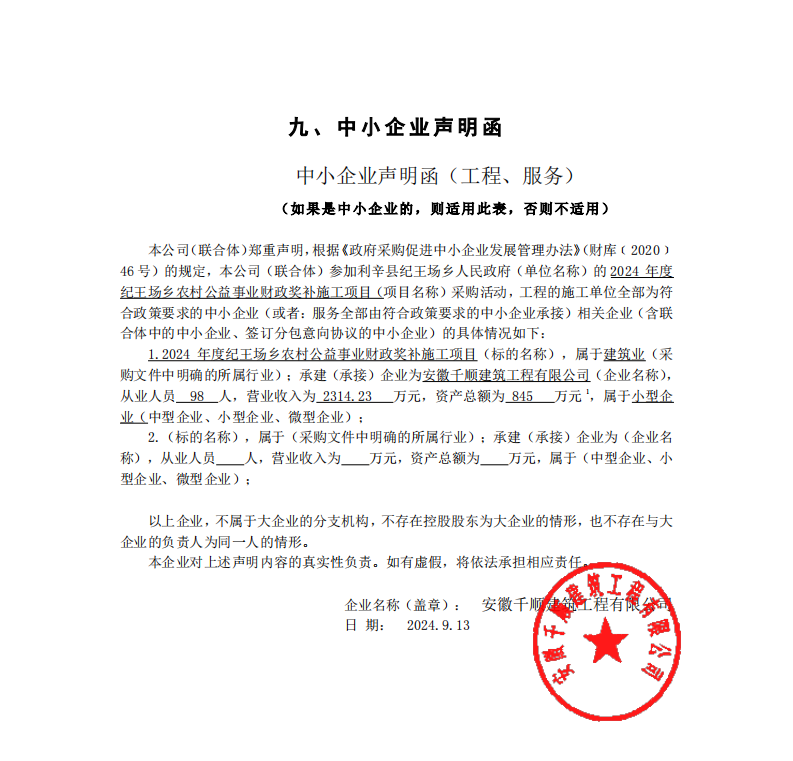 九、中小企业声明函
中小企业声明函（工程、服务）
（如果是中小企业的，则适用此表，否则不适用）
本公司（联合体）郑重声明，根据《政府采购促进中小企业发展管理办法》（财库﹝2020﹞
46号）的规定，本公司（联合体）参加利辛县纪王场乡人民政府（单位名称）的2024 年度
纪王场乡农村公益事业财政奖补施工项目（项目名称）采购活动，工程的施工单位全部为符
合政策要求的中小企业（或者：服务全部由符合政策要求的中小企业承接）相关企业（含联
合体中的中小企业、签订分包意向协议的中小企业）的具体情况如下：
1.2024 年度纪王场乡农村公益事业财政奖补施工项目（标的名称），属于建筑业（采
购文件中明确的所属行业）；承建（承接）企业为安徽千顺建筑工程有限公司（企业名称），
从业人员 98 人，营业收入为 2314.23 万元，资产总额为 845 万元¹，属于小型企
业（中型企业、小型企业、微型企业）；
2.（标的名称），属于（采购文件中明确的所属行业）；承建（承接）企业为（企业名
称），从业人员____人，营业收入为____万元，资产总额为____万元，属于（中型企业、小
型企业、微型企业）；
以上企业，不属于大企业的分支机构，不存在控股股东为大企业的情形，也不存在与大
企业的负责人为同一人的情形。
本企业对上述声明内容的真实性负责。如有虚假，将依法承担相应责任。
企业名称（盖章）： 安徽千顺建筑工程有限公司
日 期： 2024.9.13
安徽千顺建筑工程有限公司